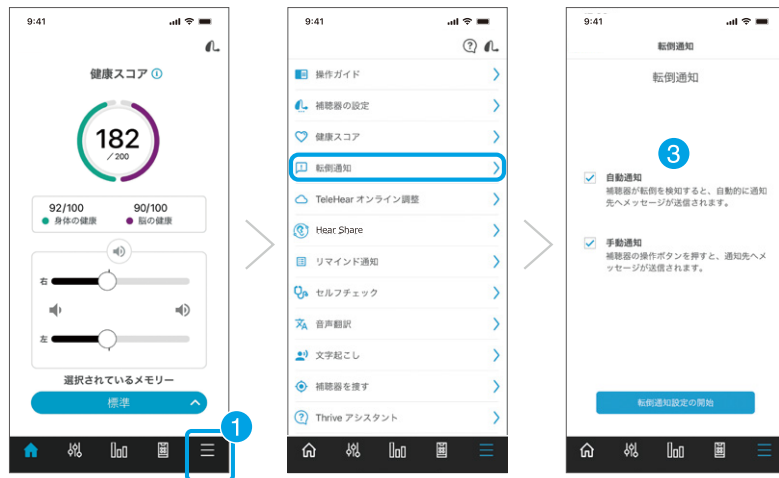 9:41
健康スコア
182
/ 200
92/100
90/100
身体の健康
脳の健康
右
左
選択されているメモリー
標準
1
9:41
操作ガイド
補聴器の設定
健康スコア
転倒通知
TeleHear オンライン調整
Hear Share
リマインド通知
セルフチェック
音声翻訳
文字起こし
補聴器を捜す
Thrive アシスタント
9:41
転倒通知
転倒通知
3
自動通知
補聴器が転倒を検知すると、自動的に通知
先へメッセージが送信されます。
手動通知
補聴器の操作ボタンを押すと、通知先へメ
ッセージが送信されます。
転倒通知設定の開始